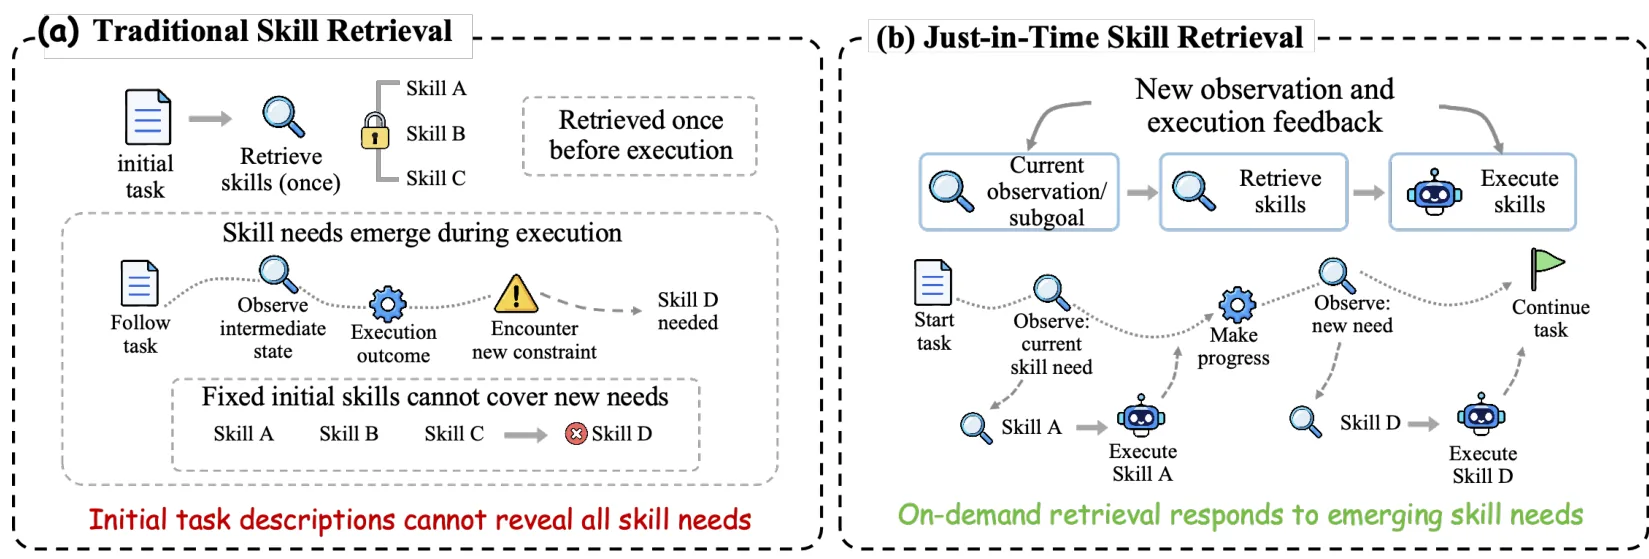 (a) Traditional Skill Retrieval
initial
task
Retrieve
skills (once)
Skill A
Skill B
Skill C
Retrieved once
before execution
Skill needs emerge during execution
Follow
task
Observe
intermediate
state
Execution
outcome
Encounter
new constraint
Skill D
needed
Fixed initial skills cannot cover new needs
Skill A
Skill B
Skill C
Skill D
Initial task descriptions cannot reveal all skill needs
(b) Just-in-Time Skill Retrieval
New observation and
execution feedback
Current
observation/
subgoal
Retrieve
skills
Execute
skills
Start
task
Observe:
current
skill need
Make
progress
Observe:
new need
Continue
task
Skill A
Execute
Skill A
Skill D
Execute
Skill D
On-demand retrieval responds to emerging skill needs